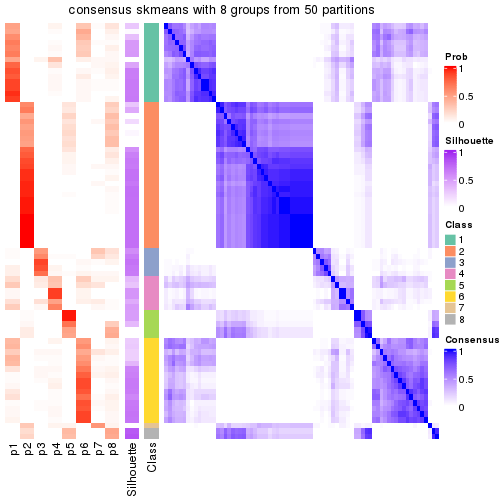 consensus skmeans with 8 groups from 50 partitions
Prob
1
0.5
0
Silhouette
1
0.5
0
Class
1
2
3
4
5
6
7
8
Consensus
1
0.5
0
p1
p2
p3
p4
p5
p6
p7
p8
Silhouette
Class